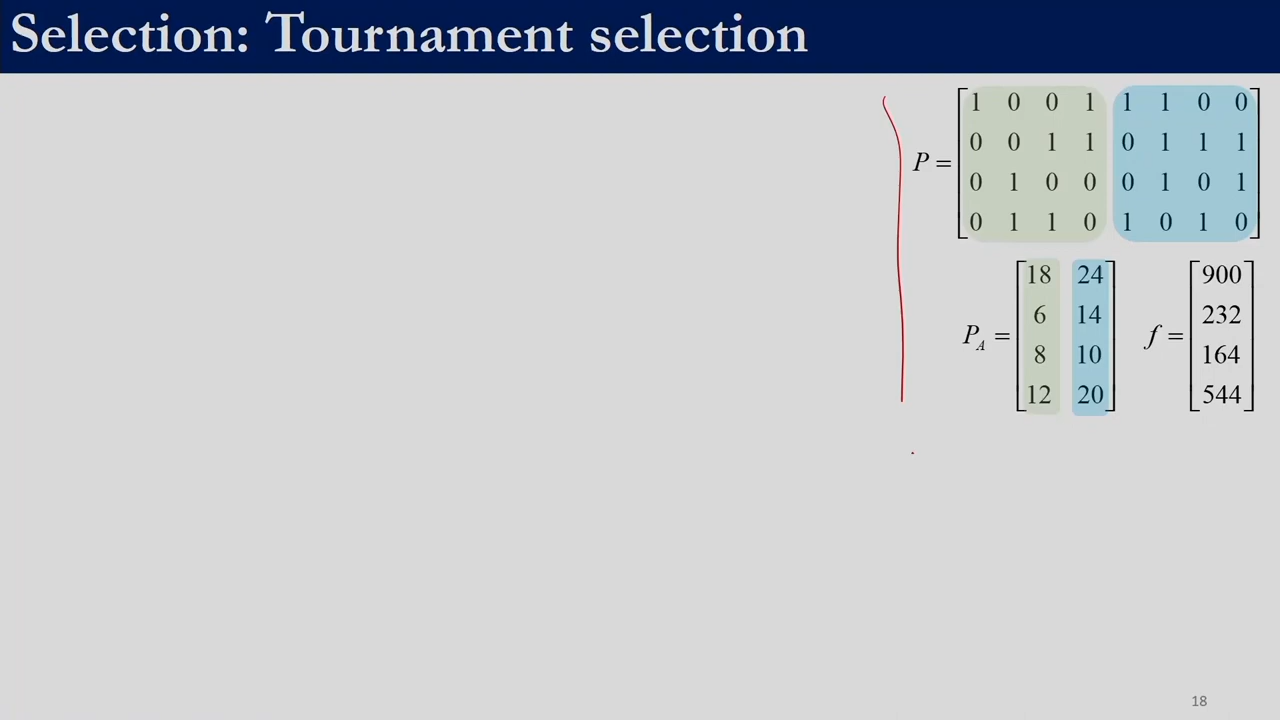 Selection: Tournament selection
P = [1 0 0 1 1 1 0 0
0 0 1 1 0 1 1 1
0 1 0 0 0 1 0 1
0 1 1 0 1 0 1 0]
P_A = [18 24
6 14
8 10
12 20]
f = [900
232
164
544]
18